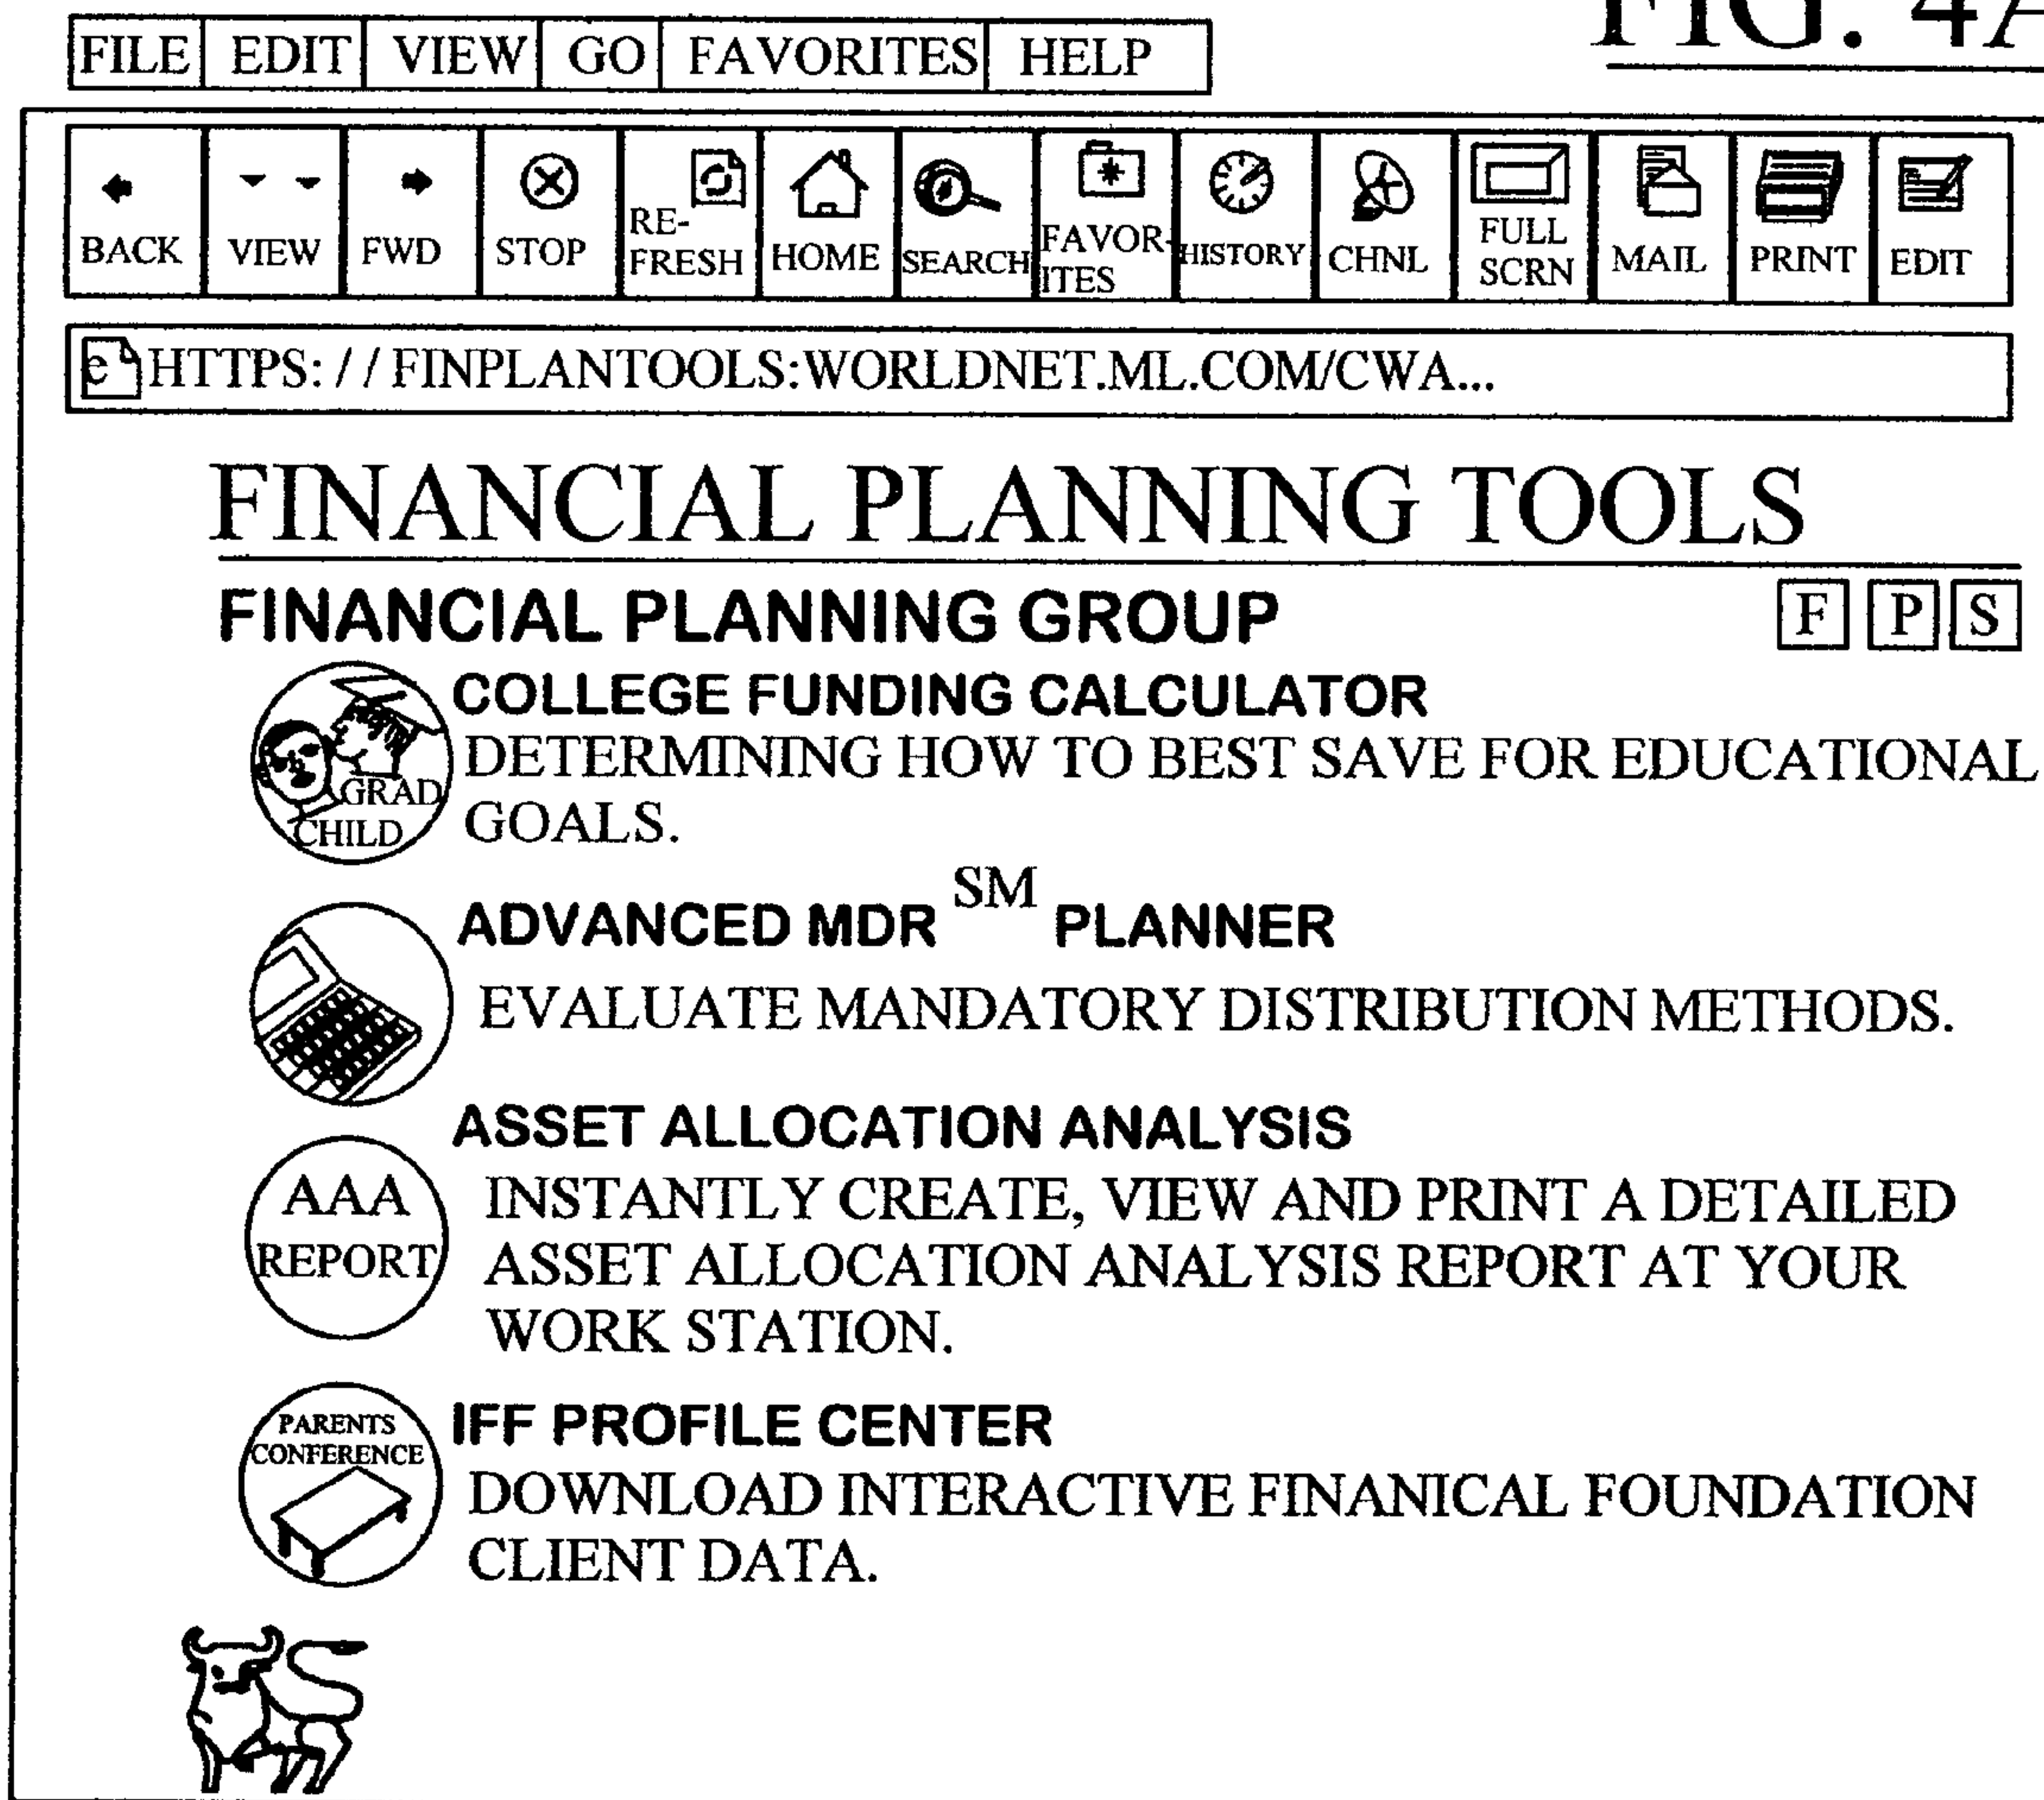 FIG. 4A
FILE EDIT VIEW GO FAVORITES HELP
BACK VIEW FWD STOP RE-FRESH HOME SEARCH FAVOR-ITES HISTORY CHNL FULL SCRN MAIL PRINT EDIT
e HTTPS: / / FINPLANTOOLS:WORLDNET.ML.COM/CWA...
FINANCIAL PLANNING TOOLS
FINANCIAL PLANNING GROUP F P S
COLLEGE FUNDING CALCULATOR
DETERMINING HOW TO BEST SAVE FOR EDUCATIONAL
GOALS.
GRAD
CHILD
ADVANCED MDR SM PLANNER
EVALUATE MANDATORY DISTRIBUTION METHODS.
ASSET ALLOCATION ANALYSIS
AAA
REPORT
INSTANTLY CREATE, VIEW AND PRINT A DETAILED
ASSET ALLOCATION ANALYSIS REPORT AT YOUR
WORK STATION.
PARENTS
CONFERENCE
IFF PROFILE CENTER
DOWNLOAD INTERACTIVE FINANICAL FOUNDATION
CLIENT DATA.